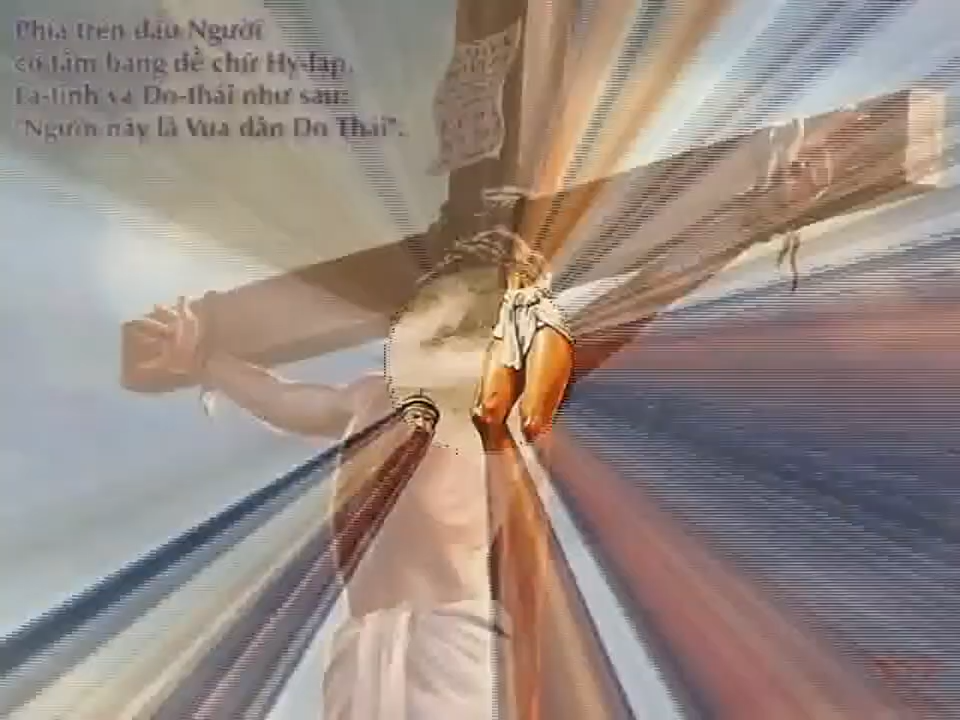 Phía trên đầu Người
có tấm bảng đề chữ Hy-lạp,
La-tinh và Do-thái như sau:
"Người này là Vua dân Do Thái".